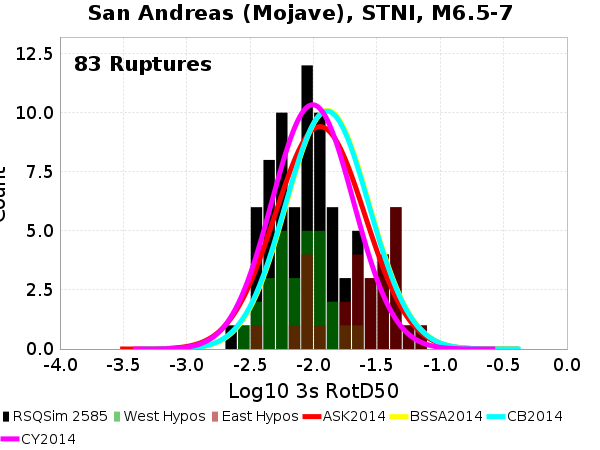 San Andreas (Mojave), STNI, M6.5-7
83 Ruptures
12.5
10.0
7.5
5.0
2.5
0.0
-4.0 -3.5 -3.0 -2.5 -2.0 -1.5 -1.0 -0.5 0.0
Log10 3s RotD50
RSQSim 2585 West Hypos East Hypos ASK2014 BSSA2014 CB2014
CY2014